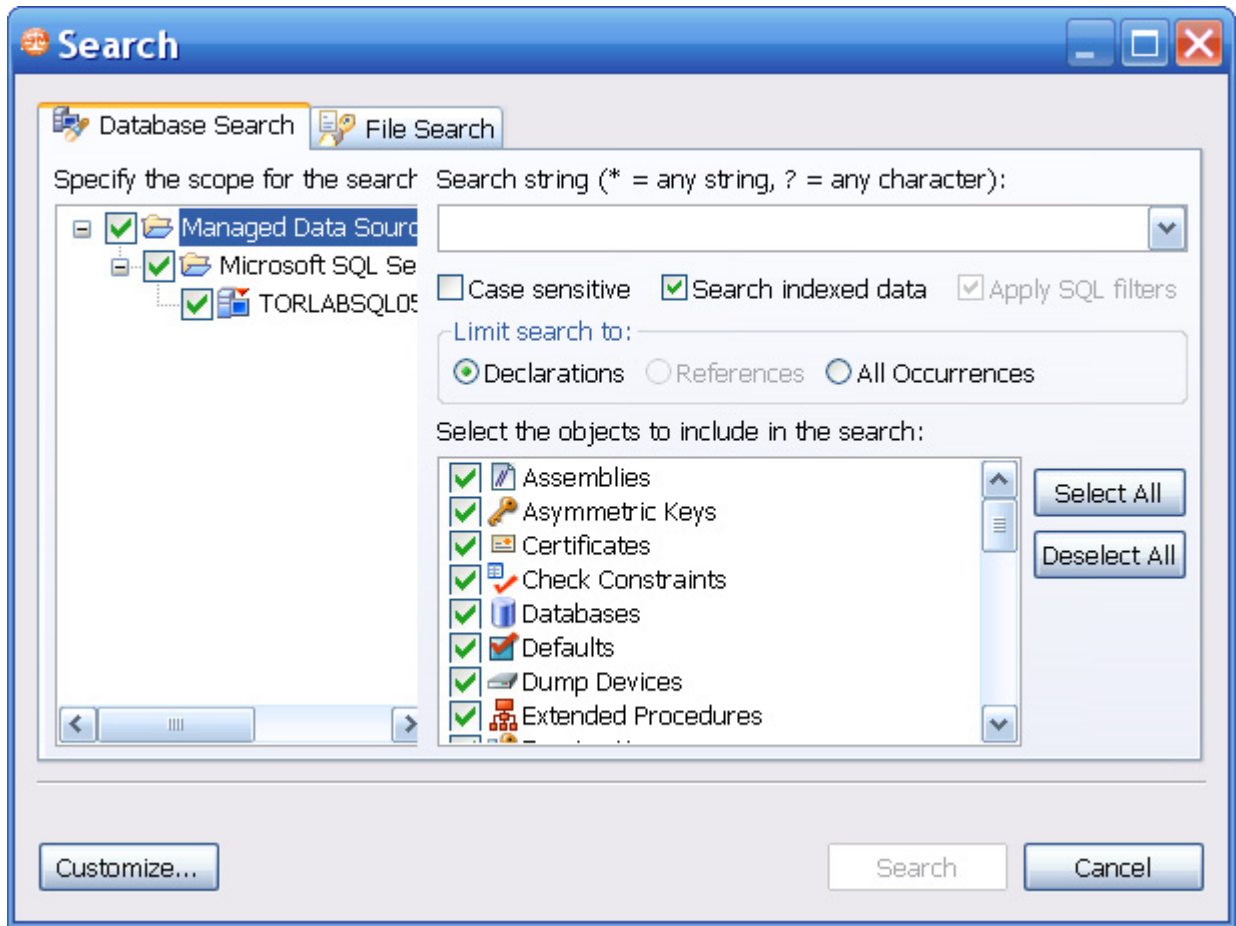 Search
Database Search
File Search
Specify the scope for the search
Managed Data Sourc
Microsoft SQL Se
TORLABSQL05
Search string (* = any string, ? = any character):
Case sensitive
Search indexed data
Apply SQL filters
Limit search to:
Declarations
References
All Occurrences
Select the objects to include in the search:
Assemblies
Asymmetric Keys
Certificates
Check Constraints
Databases
Defaults
Dump Devices
Extended Procedures
Select All
Deselect All
Customize...
Search
Cancel